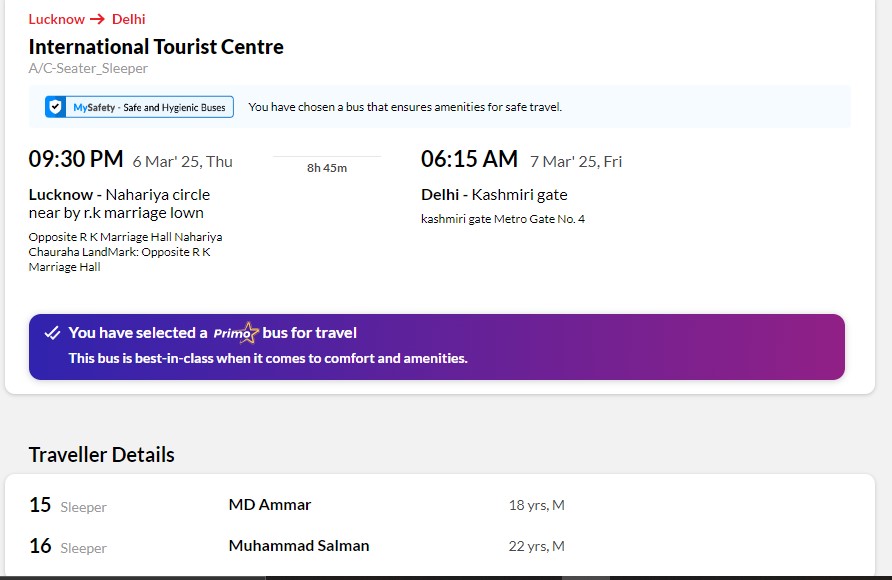 Lucknow → Delhi
International Tourist Centre
A/C-Seater_Sleeper
MySafety - Safe and Hygienic Buses You have chosen a bus that ensures amenities for safe travel.
09:30 PM 6 Mar' 25, Thu 8h 45m 06:15 AM 7 Mar' 25, Fri
Lucknow - Nahariya circle
near by r.k marriage lown
Opposite R K Marriage Hall Nahariya
Chauraha LandMark: Opposite R K
Marriage Hall
Delhi - Kashmiri gate
kashmiri gate Metro Gate No. 4
You have selected a Primo bus for travel
This bus is best-in-class when it comes to comfort and amenities.
Traveller Details
15 Sleeper MD Ammar 18 yrs, M
16 Sleeper Muhammad Salman 22 yrs, M